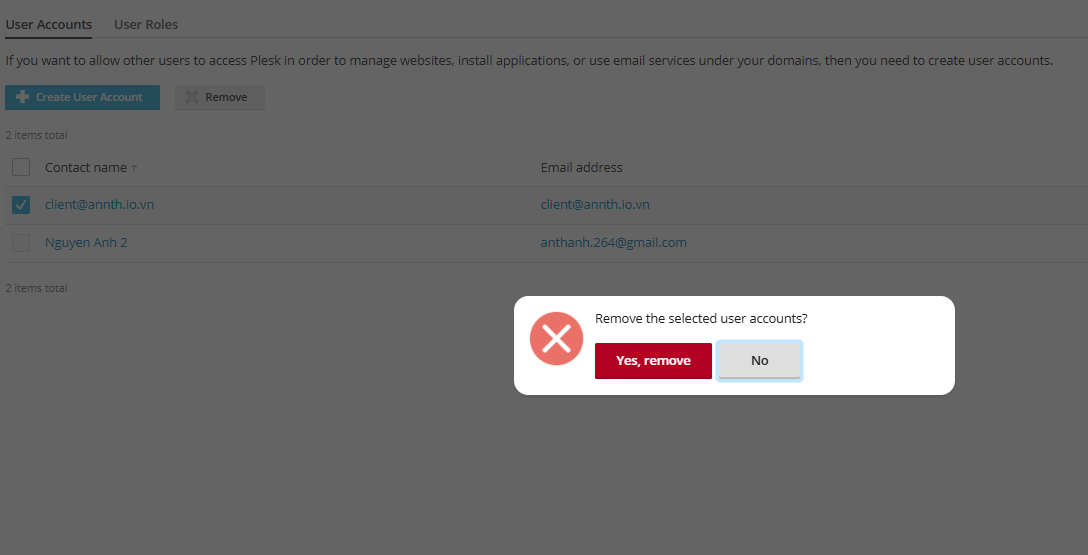 User Accounts User Roles
If you want to allow other users to access Plesk in order to manage websites, install applications, or use email services under your domains, then you need to create user accounts.
Create User Account Remove
2 items total
Contact name ↑ Email address
client@annth.io.vn client@annth.io.vn
Nguyen Anh 2 anthanh.264@gmail.com
2 items total
Remove the selected user accounts?
Yes, remove No